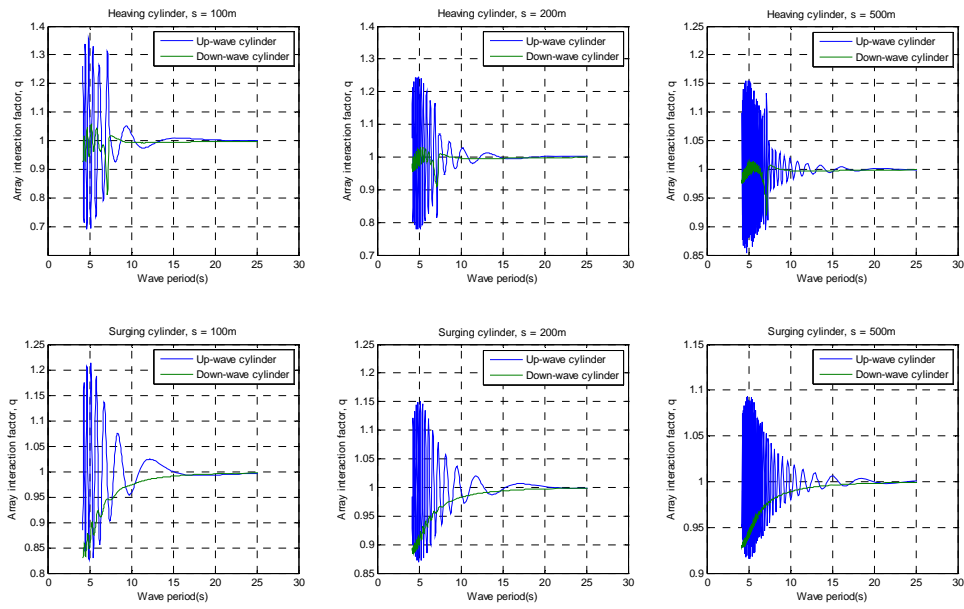 Heaving cylinder, s = 100m
1.4
1.3
1.2
1.1
1
0.9
0.8
0.7
Array interaction factor, q
0 5 10 15 20 25 30
Wave period(s)
Up-wave cylinder
Down-wave cylinder
Heaving cylinder, s = 200m
1.4
1.3
1.2
1.1
1
0.9
0.8
0.7
Array interaction factor, q
0 5 10 15 20 25 30
Wave period(s)
Up-wave cylinder
Down-wave cylinder
Heaving cylinder, s = 500m
1.25
1.2
1.15
1.1
1.05
1
0.95
0.9
0.85
Array interaction factor, q
0 5 10 15 20 25 30
Wave period(s)
Up-wave cylinder
Down-wave cylinder
Surging cylinder, s = 100m
1.25
1.2
1.15
1.1
1.05
1
0.95
0.9
0.85
0.8
Array interaction factor, q
0 5 10 15 20 25 30
Wave period(s)
Up-wave cylinder
Down-wave cylinder
Surging cylinder, s = 200m
1.25
1.2
1.15
1.1
1.05
1
0.95
0.9
0.85
Array interaction factor, q
0 5 10 15 20 25 30
Wave period(s)
Up-wave cylinder
Down-wave cylinder
Surging cylinder, s = 500m
1.15
1.1
1.05
1
0.95
0.9
Array interaction factor, q
0 5 10 15 20 25 30
Wave period(s)
Up-wave cylinder
Down-wave cylinder